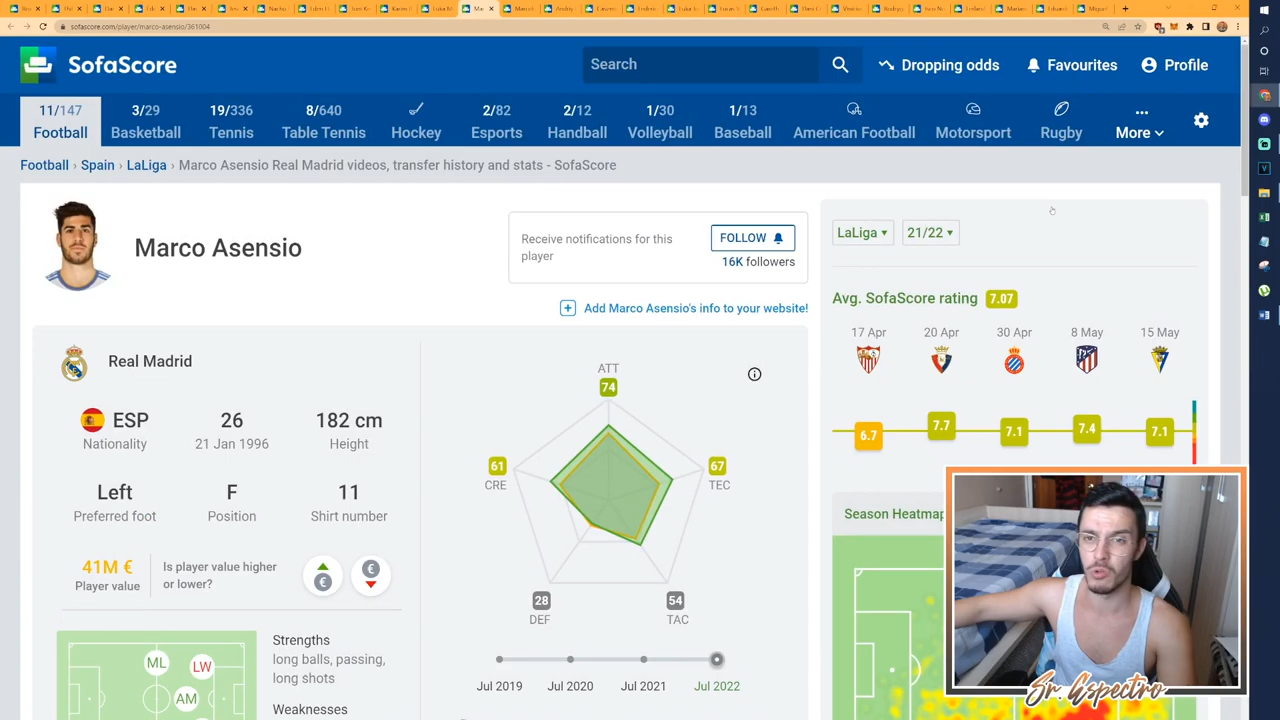 sofascore.com/player/marco-asensio/361004
SofaScore
Search
Dropping odds
Favourites
Profile
11/147
Football
3/29
Basketball
19/336
Tennis
8/640
Table Tennis
Hockey
2/82
Esports
2/12
Handball
1/30
Volleyball
1/13
Baseball
American Football
Motorsport
Rugby
More
Football › Spain › LaLiga › Marco Asensio Real Madrid videos, transfer history and stats - SofaScore
Marco Asensio
Receive notifications for this
player
FOLLOW
16K followers
+ Add Marco Asensio's info to your website!
Real Madrid
ESP
Nationality
26
21 Jan 1996
182 cm
Height
Left
Preferred foot
F
Position
11
Shirt number
41M €
Player value
Is player value higher
or lower?
€
€
ML
LW
AM
Strengths
long balls, passing,
long shots
Weaknesses
ATT
74
61
CRE
67
TEC
28
DEF
54
TAC
Jul 2019
Jul 2020
Jul 2021
Jul 2022
LaLiga
21/22
Avg. SofaScore rating 7.07
17 Apr
20 Apr
30 Apr
8 May
15 May
6.7
7.7
7.1
7.4
7.1
Season Heatmap
Sr. Espectro